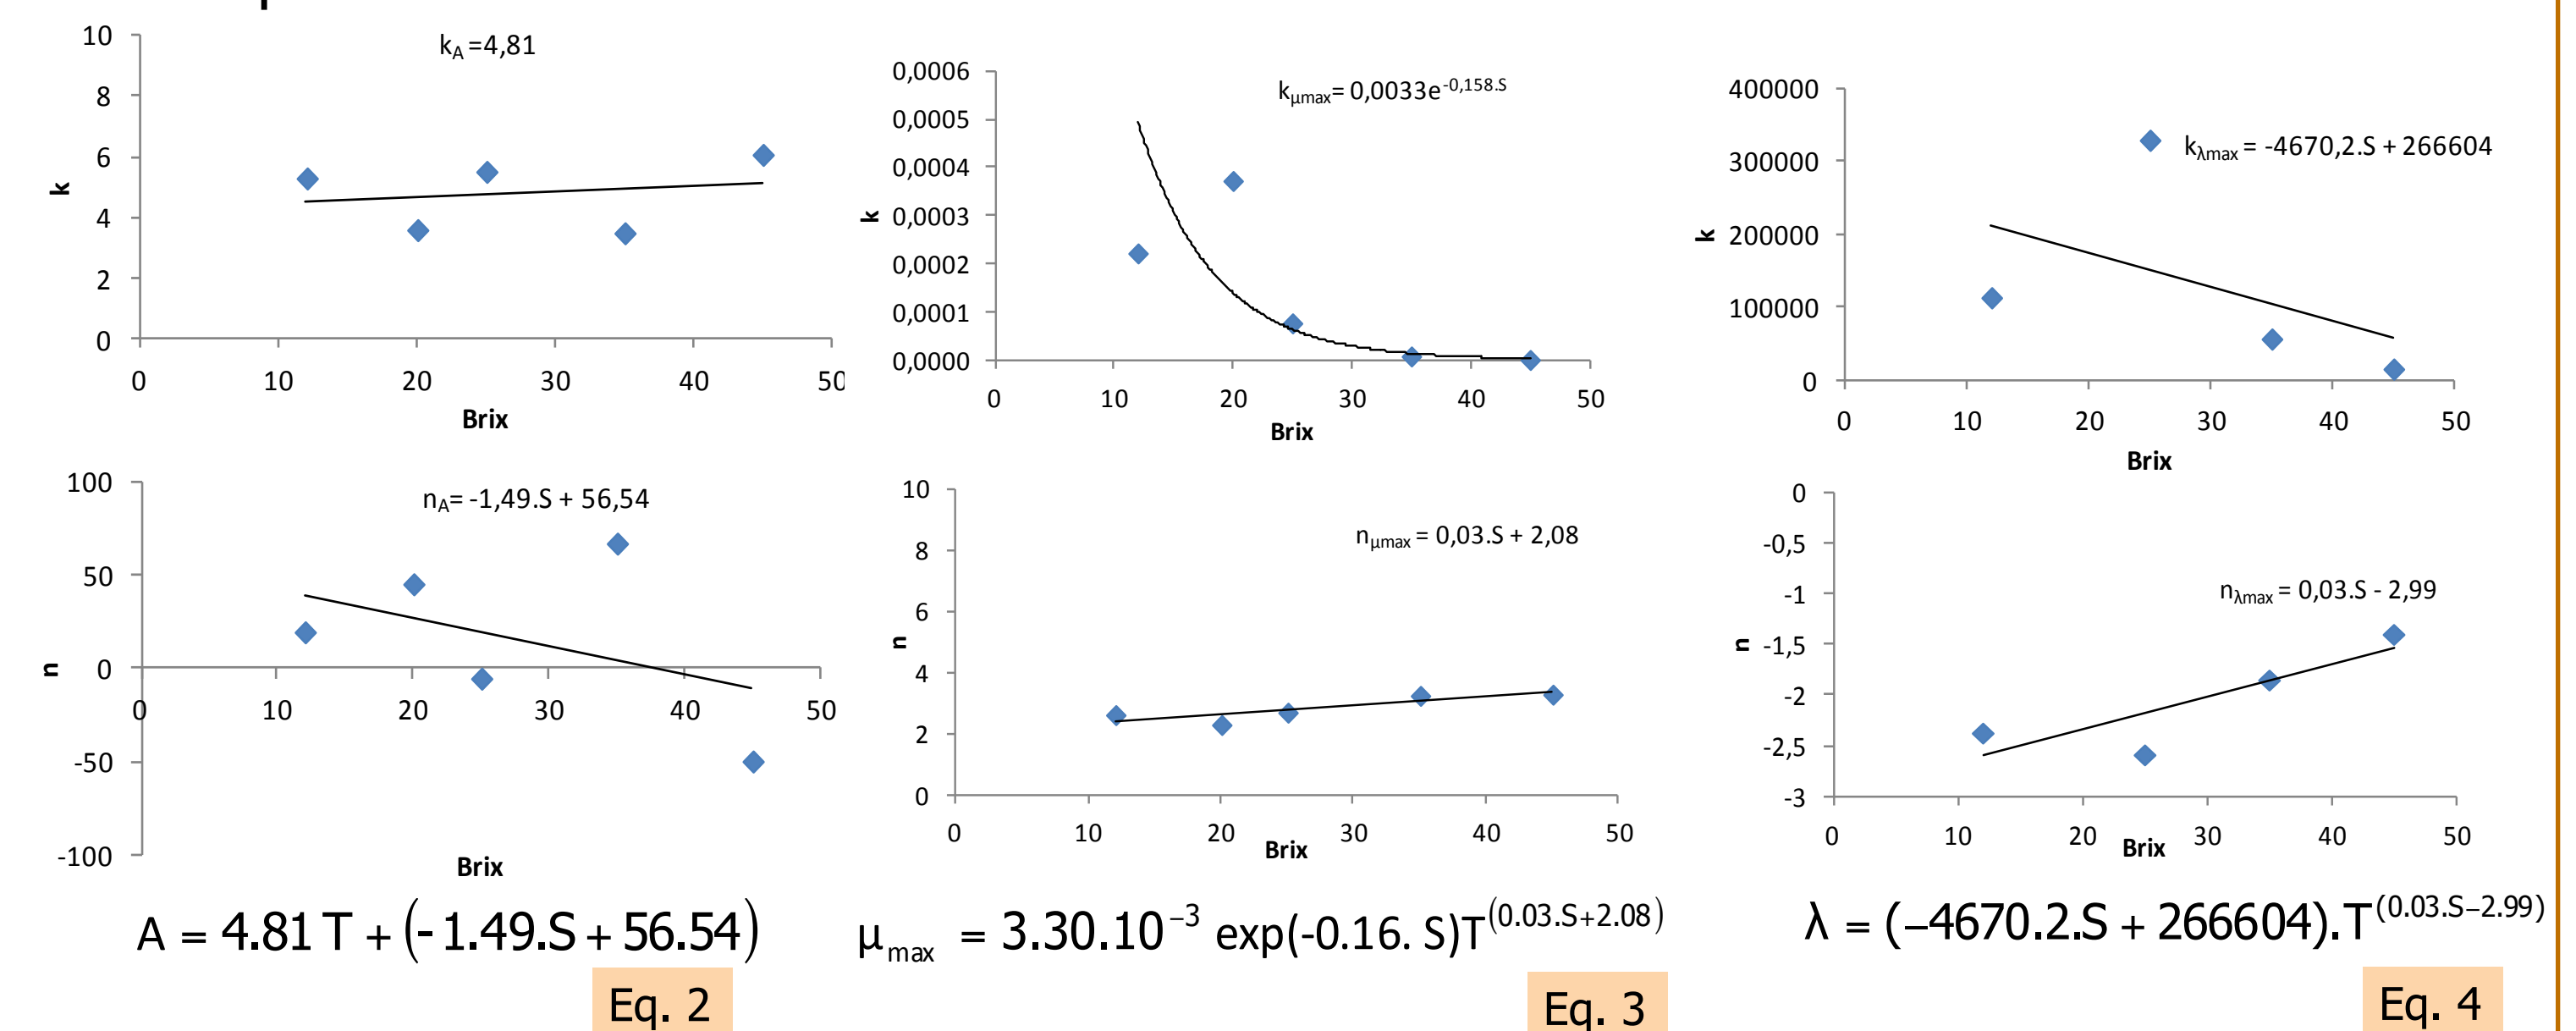 10
8
6
4
2
0
k
k_A =4,81
0 10 20 30 40 50
Brix
0,0006
0,0005
0,0004
0,0003
0,0002
0,0001
0,0000
k
k_μmax= 0,0033e^-0,158.S
0 10 20 30 40 50
Brix
400000
300000
200000
100000
0
k
k_λmax = -4670,2.S + 266604
0 10 20 30 40 50
Brix
100
50
0
-50
-100
n
n_A= -1,49.S + 56,54
0 10 20 30 40 50
Brix
10
8
6
4
2
0
n
n_μmax = 0,03.S + 2,08
0 10 20 30 40 50
Brix
0
-0,5
-1
-1,5
-2
-2,5
-3
n
n_λmax = 0,03.S - 2,99
0 10 20 30 40 50
Brix
A = 4.81 T + (- 1.49.S + 56.54)
Eq. 2
μ_max = 3.30.10^−3 exp(-0.16. S)T^(0.03.S+2.08)
Eq. 3
λ = (−4670.2.S + 266604).T^(0.03.S−2.99)
Eq. 4